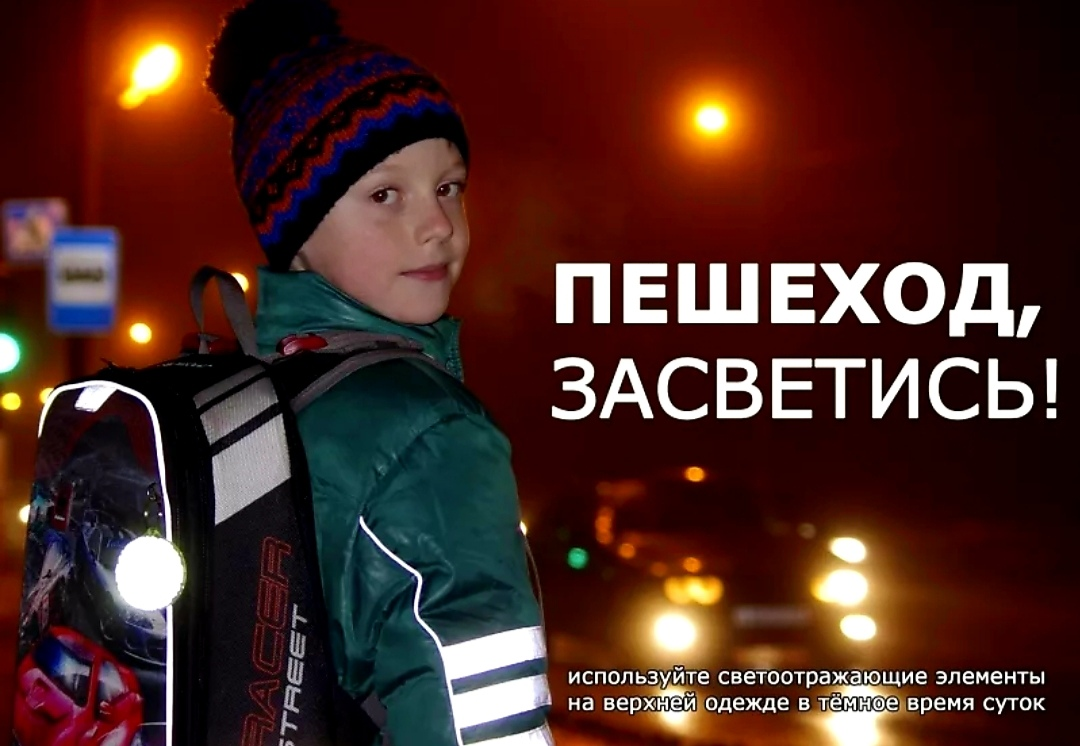 ПЕШЕХОД,
ЗАСВЕТИСЬ!
RACER
STREET
используйте светоотражающие элементы
на верхней одежде в тёмное время суток